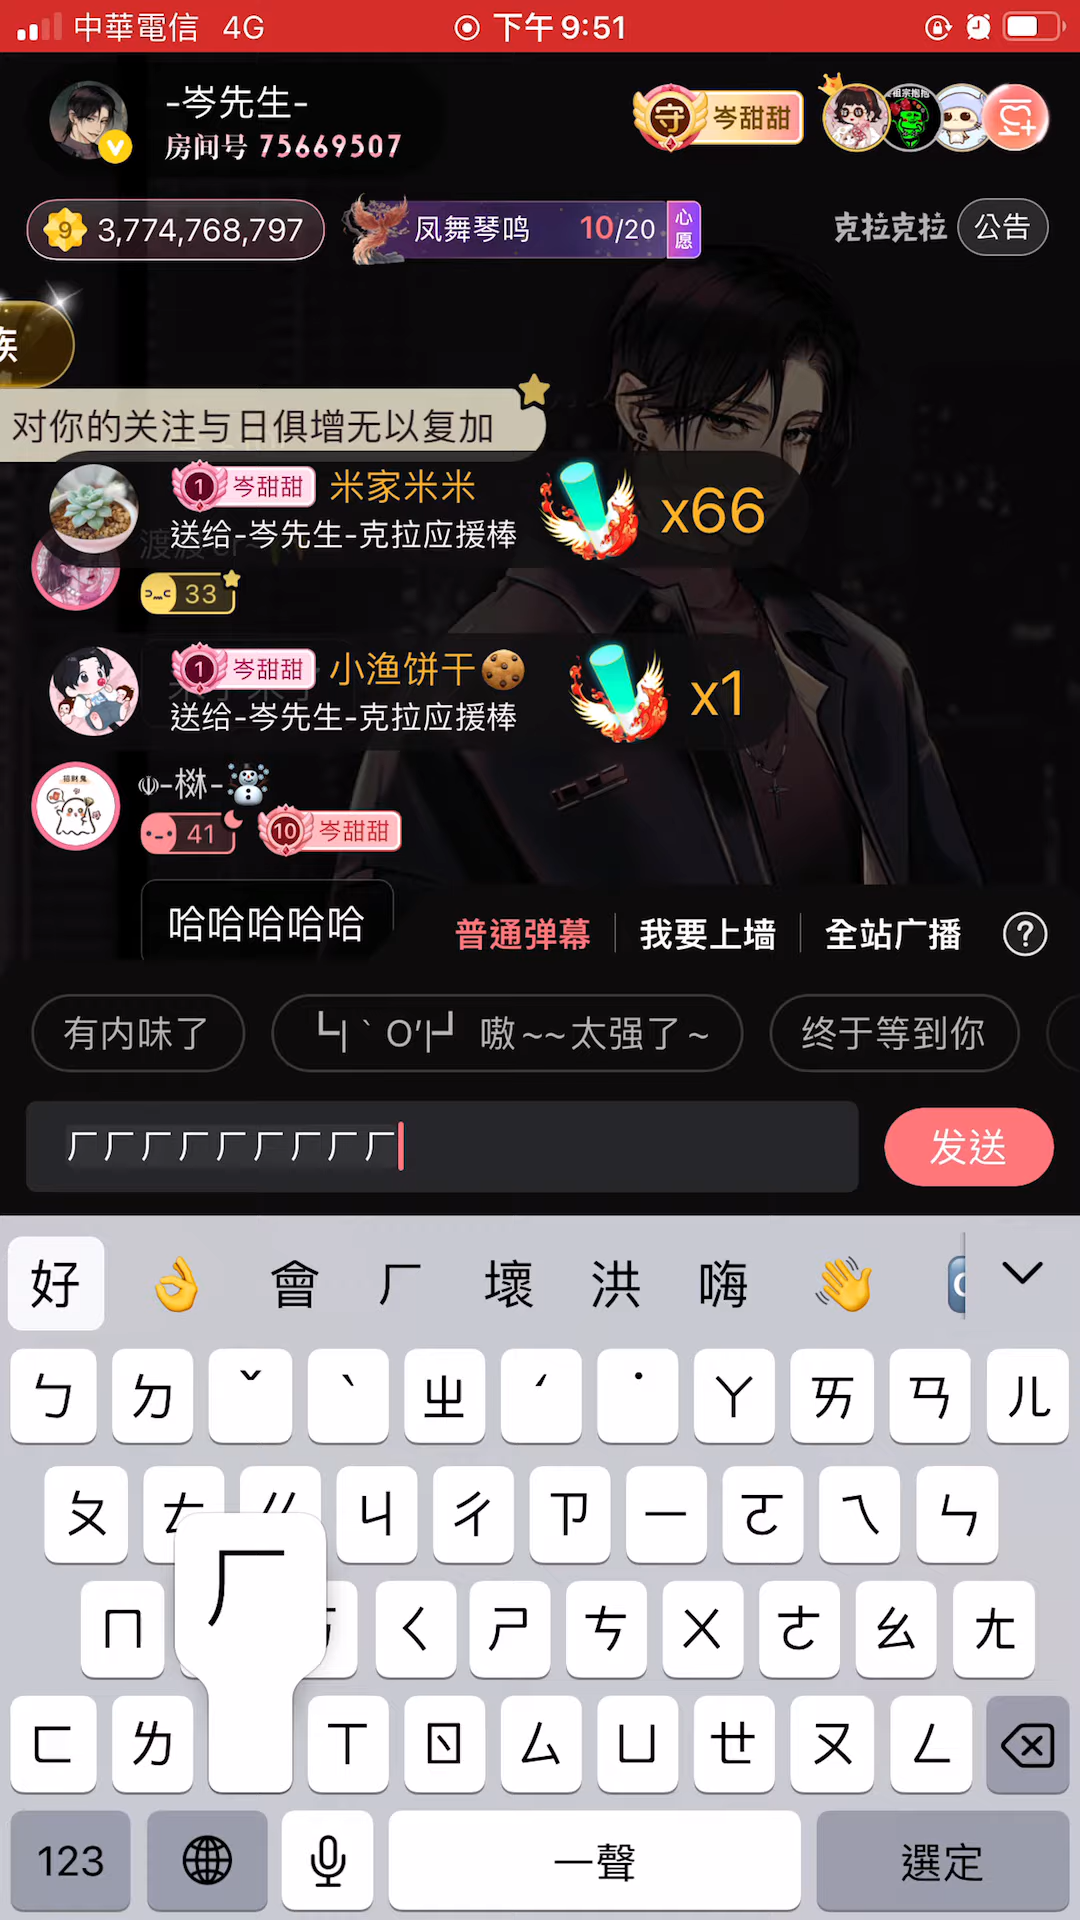 中華電信 4G
下午9:51
-岑先生-
房间号 75669507
守 岑甜甜
9 3,774,768,797
凤舞琴鸣 10/20
心愿
克拉克拉
公告
族
对你的关注与日俱增无以复加
1 岑甜甜 米家米米
送给-岑先生-克拉应援棒 x66
33
1 岑甜甜 小渔饼干
送给-岑先生-克拉应援棒 x1
-楙-
41 10 岑甜甜
哈哈哈哈哈
普通弹幕 我要上墙 全站广播 ?
有内味了
┗|｀O′|┛ 嗷~~太强了~
终于等到你
ㄏㄏㄏㄏㄏㄏㄏㄏㄏ
发送
好 👌 會 ㄏ 壞 洪 嗨 👋
ㄅ ㄉ ˇ ˋ ㄓ ˊ ˙ ㄚ ㄞ ㄢ ㄦ
ㄆ ㄊ ㄍ ㄐ ㄔ ㄗ ㄧ ㄛ ㄟ ㄣ
ㄇ ㄏ ㄎ ㄑ ㄕ ㄘ ㄨ ㄜ ㄠ ㄤ
ㄈ ㄌ ㄒ ㄖ ㄙ ㄩ ㄝ ㄡ ㄥ
123 一聲 選定